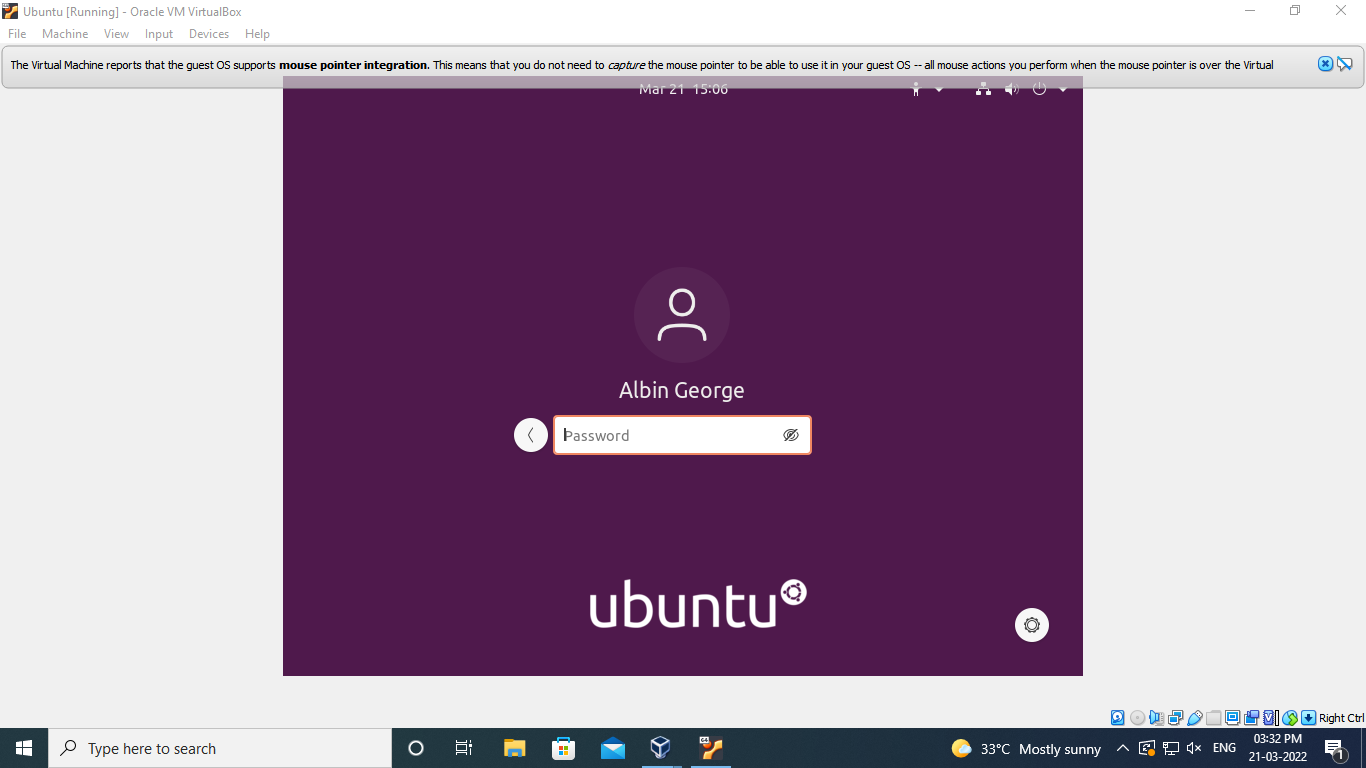 Ubuntu [Running] - Oracle VM VirtualBox
File Machine View Input Devices Help
The Virtual Machine reports that the guest OS supports mouse pointer integration. This means that you do not need to capture the mouse pointer to be able to use it in your guest OS -- all mouse actions you perform when the mouse pointer is over the Virtual
Mar 21 15:06
Albin George
Password
ubuntu
Right Ctrl
Type here to search
33°C Mostly sunny
ENG
03:32 PM
21-03-2022
1